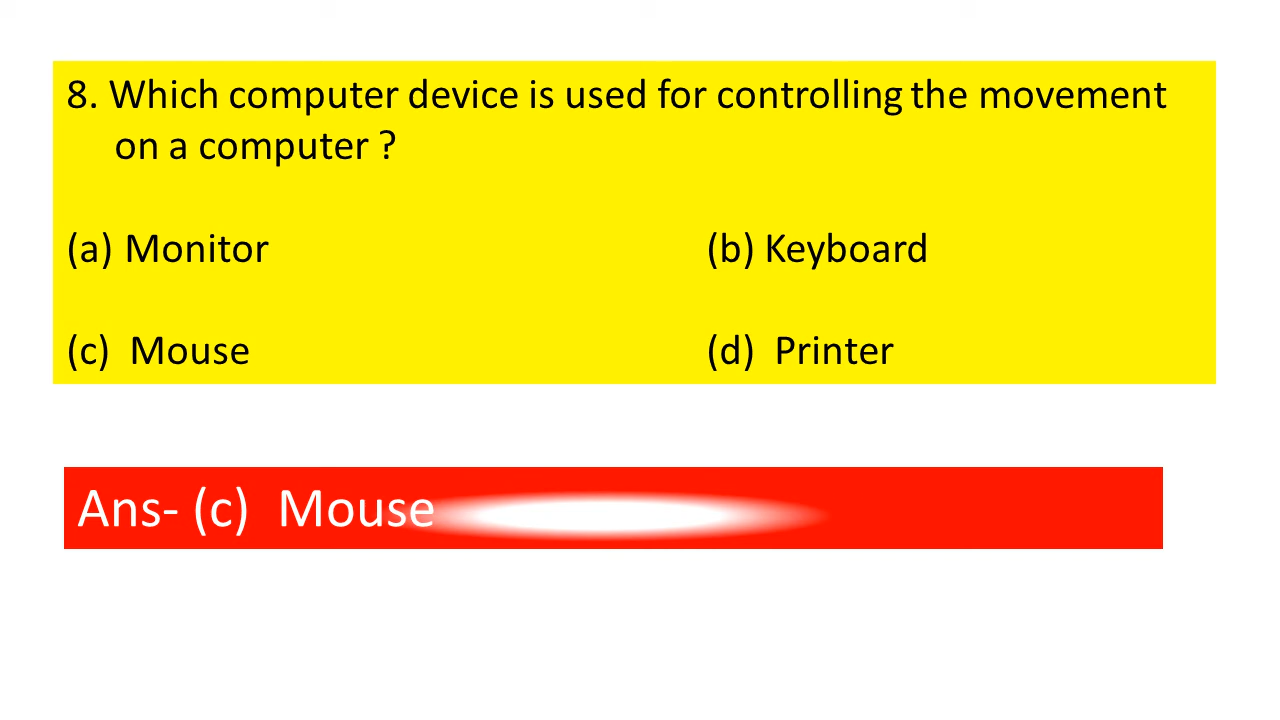 8. Which computer device is used for controlling the movement
on a computer ?
(a) Monitor (b) Keyboard
(c) Mouse (d) Printer
Ans- (c) Mouse